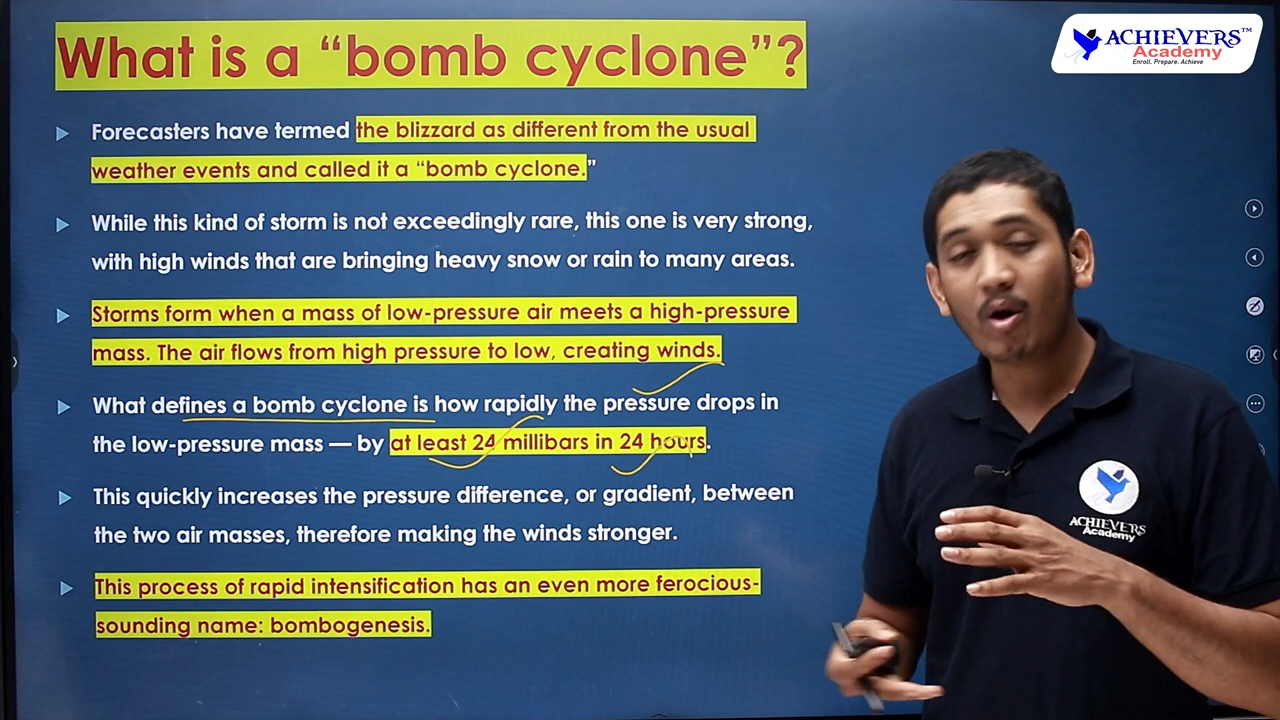 What is a “bomb cyclone”?
ACHIEVERS™
Academy
Enroll. Prepare. Achieve
Forecasters have termed the blizzard as different from the usual
weather events and called it a “bomb cyclone.”
While this kind of storm is not exceedingly rare, this one is very strong,
with high winds that are bringing heavy snow or rain to many areas.
Storms form when a mass of low-pressure air meets a high-pressure
mass. The air flows from high pressure to low, creating winds.
What defines a bomb cyclone is how rapidly the pressure drops in
the low-pressure mass — by at least 24 millibars in 24 hours.
This quickly increases the pressure difference, or gradient, between
the two air masses, therefore making the winds stronger.
This process of rapid intensification has an even more ferocious-
sounding name: bombogenesis.
ACHIEVERS
Academy